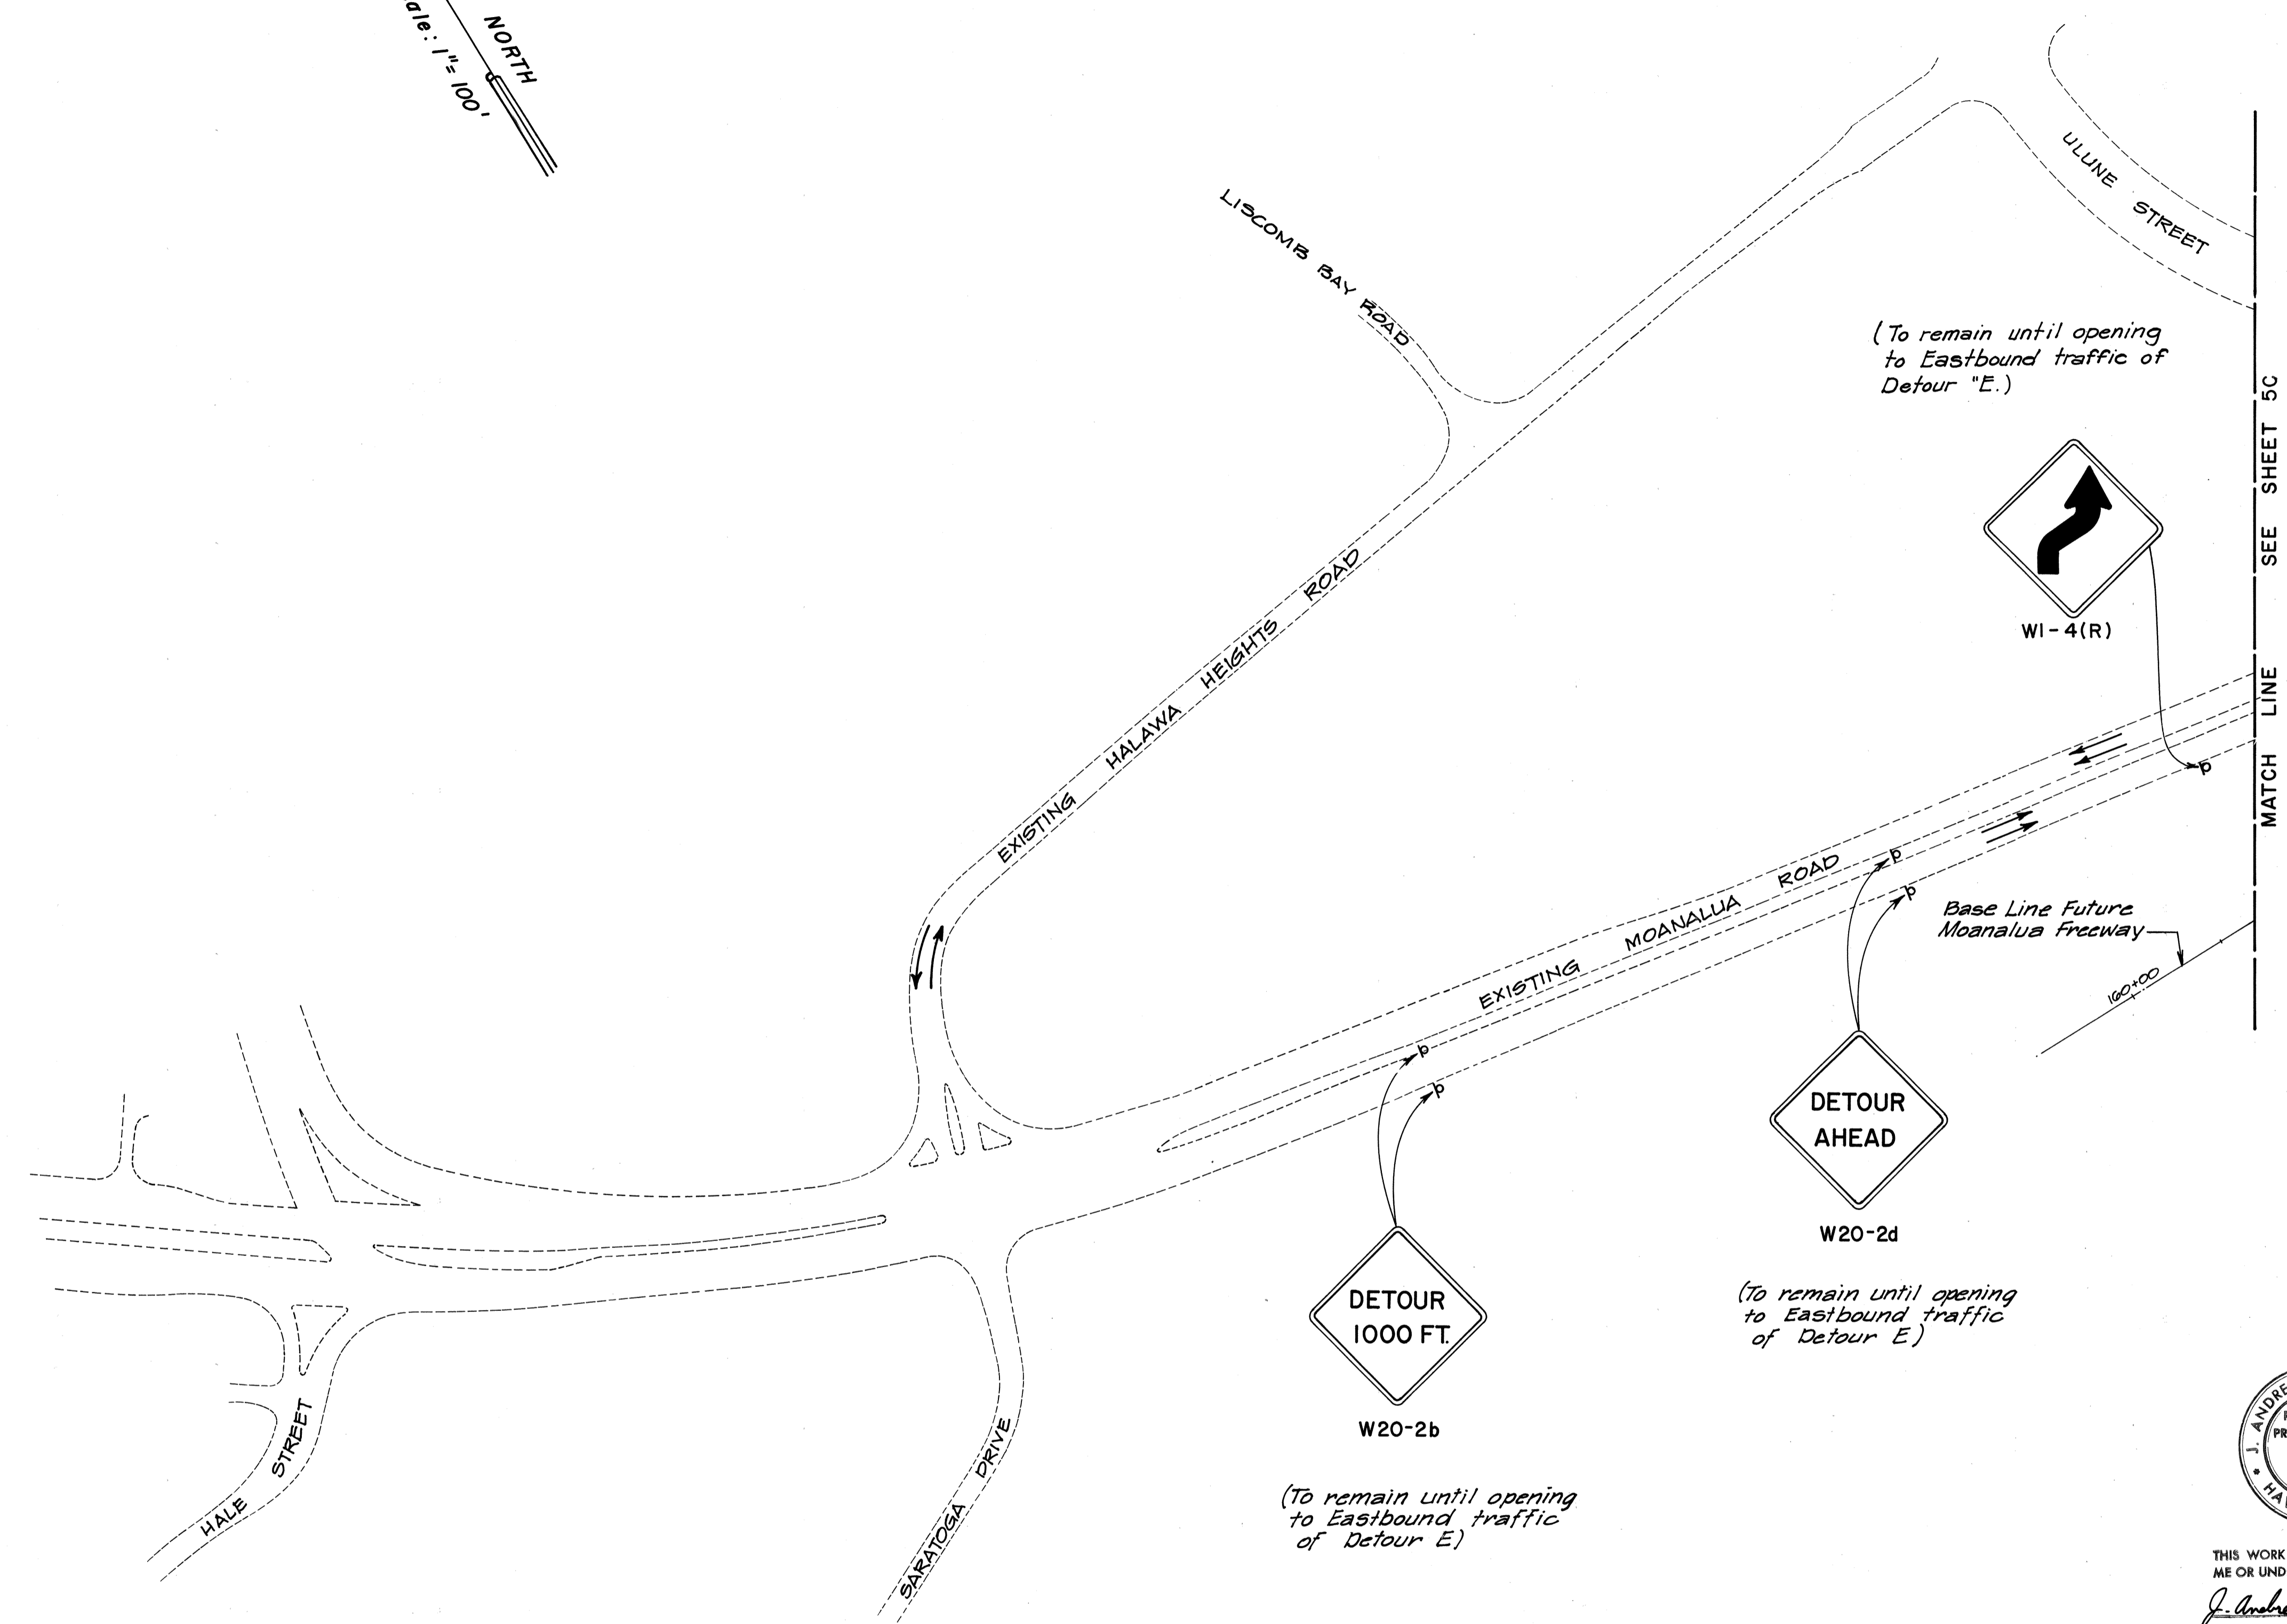 NORTH
ale: 1"= 100'
ULUNE STREET
LISCOMB BAY ROAD
(To remain until opening
to Eastbound traffic of
Detour "E.)
W1-4(R)
MATCH LINE SEE SHEET 5C
EXISTING HALAWA HEIGHTS ROAD
EXISTING MOANALUA ROAD
Base Line Future
Moanalua Freeway
160+00
DETOUR
AHEAD
W20-2d
(To remain until opening
to Eastbound traffic
of Detour E)
DETOUR
1000 FT.
W20-2b
(To remain until opening
to Eastbound traffic
of Detour E)
HALE STREET
SARATOGA DRIVE
THIS WORK
ME OR UND